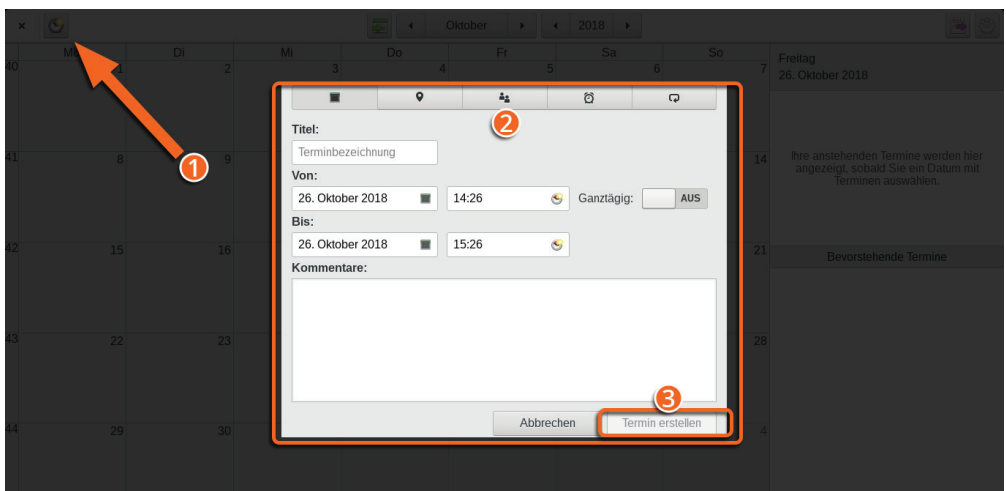 Oktober
2018
Mo Di Mi Do Fr Sa So
40 1 2 3 4 5 6 7
Freitag
26. Oktober 2018
2
Titel:
Terminbezeichnung
Von:
26. Oktober 2018 14:26 Ganztägig: AUS
Bis:
26. Oktober 2018 15:26
Kommentare:
1
41 8 9 14
Ihre anstehenden Termine werden hier
angezeigt, sobald Sie ein Datum mit
Terminen auswählen.
42 15 16 21
Bevorstehende Termine
43 22 23 28
3
Abbrechen Termin erstellen
44 29 30 4